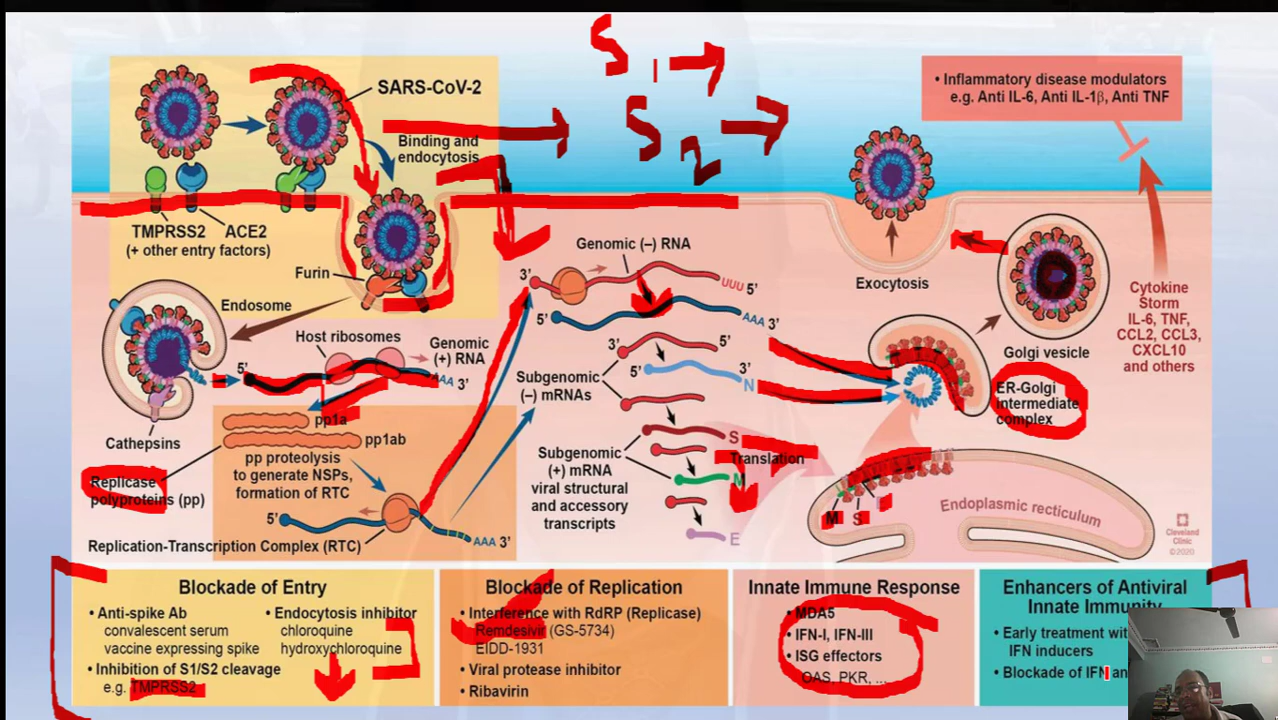 S1 →
S2 →
SARS-CoV-2
Binding and
endocytosis
TMPRSS2
ACE2
(+ other entry factors)
Furin
Endosome
Host ribosomes
Genomic
(+) RNA
5’
AAA 3’
Cathepsins
pp1a
pp1ab
Replicase
polyproteins (pp)
pp proteolysis
to generate NSPs,
formation of RTC
5’
AAA 3’
Replication-Transcription Complex (RTC)
Genomic (–) RNA
3’
UUU 5’
5’
AAA 3’
3’
5’
5’
3’
N
Subgenomic
(–) mRNAs
Subgenomic
(+) mRNA
viral structural
and accessory
transcripts
S
N
E
Translation
M S
Endoplasmic recticulum
ER-Golgi
intermediate
complex
Golgi vesicle
Exocytosis
• Inflammatory disease modulators
e.g. Anti IL-6, Anti IL-1β, Anti TNF
Cytokine
Storm
IL-6, TNF,
CCL2, CCL3,
CXCL10
and others
Cleveland
Clinic
©2020
Blockade of Entry
• Anti-spike Ab
convalescent serum
vaccine expressing spike
• Inhibition of S1/S2 cleavage
e.g. TMPRSS2
• Endocytosis inhibitor
chloroquine
hydroxychloroquine
Blockade of Replication
• Interference with RdRP (Replicase)
Remdesivir (GS-5734)
EIDD-1931
• Viral protease inhibitor
• Ribavirin
Innate Immune Response
• MDA5
• IFN-I, IFN-III
• ISG effectors
OAS, PKR, ...
Enhancers of Antiviral
Innate Immunity
• Early treatment
IFN inducers
• Blockade of